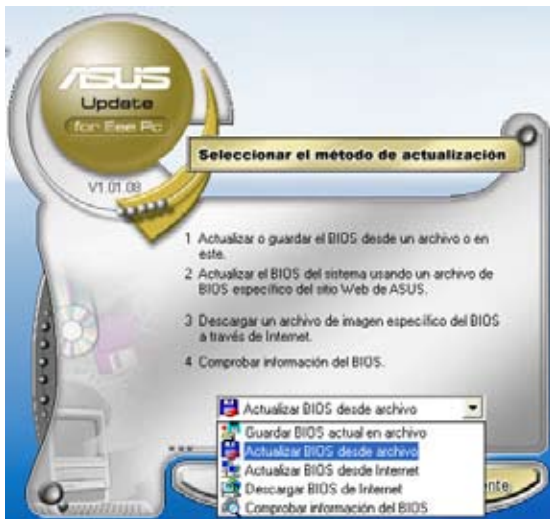 ASUS
Update
for Eee Pc
V1.01.08
Seleccionar el método de actualización
1 Actualizar o guardar el BIOS desde un archivo o en
este.
2 Actualizar el BIOS del sistema usando un archivo de
BIOS específico del sitio Web de ASUS.
3 Descargar un archivo de imagen específico del BIOS
a través de Internet.
4 Comprobar información del BIOS.
Actualizar BIOS desde archivo
Guardar BIOS actual en archivo
Actualizar BIOS desde archivo
Actualizar BIOS desde Internet
Descargar BIOS de Internet
Comprobar información del BIOS